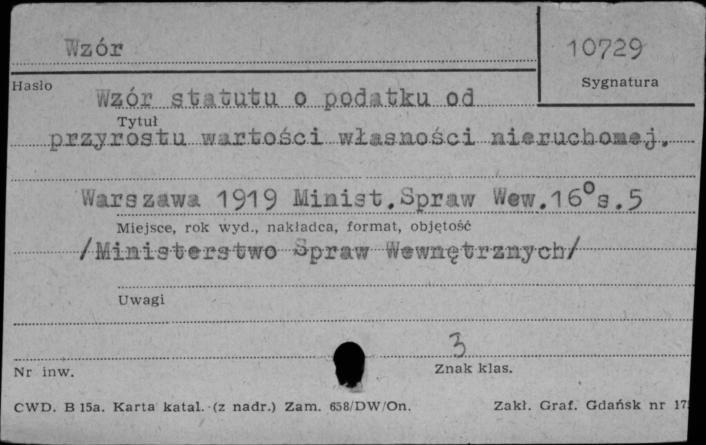 Wzór
10729
Hasło
Sygnatura
Wzór statutu o podatku od
Tytuł
przyrostu wartości własności nieruchomej.
Warszawa 1919 Minist.Spraw Wew.16°s.5
Miejsce, rok wyd., nakładca, format, objętość
/Ministerstwo Spraw Wewnętrznych/
Uwagi
3
Nr inw.
Znak klas.
CWD. B 15a. Karta katal. (z nadr.) Zam. 658/DW/On.
Zakł. Graf. Gdańsk nr